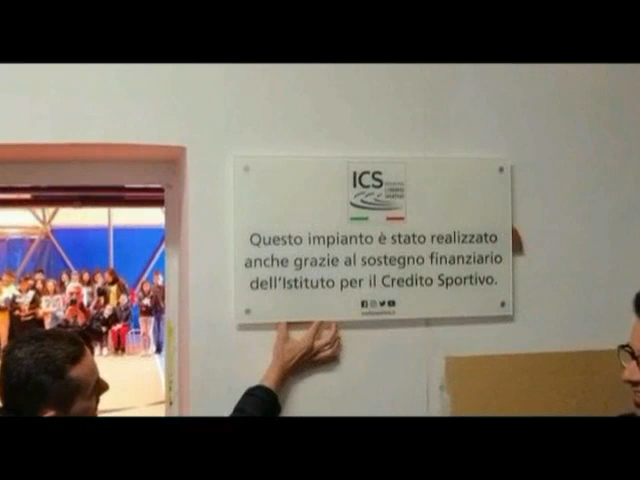 ICS
Questo impianto è stato realizzato
anche grazie al sostegno finanziario
dell'Istituto per il Credito Sportivo.